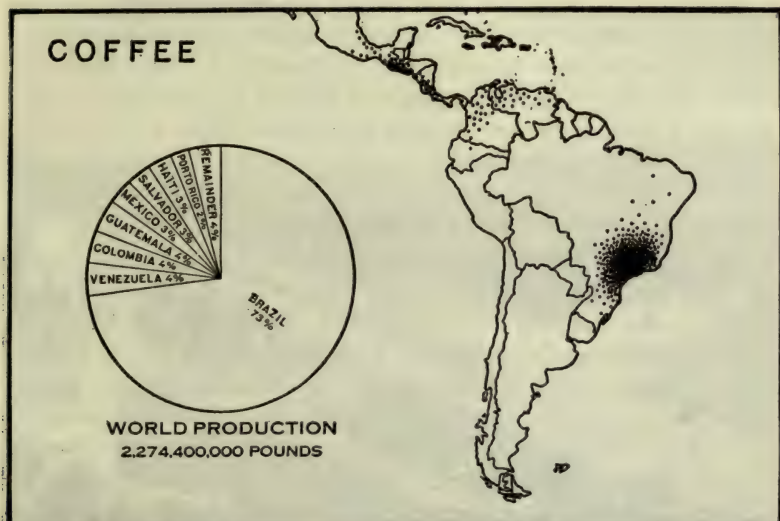 COFFEE
REMAINDER 4%
PORTO RICO 2%
HAITI 3%
SALVADOR 3%
MEXICO 3%
GUATEMALA 4%
COLOMBIA 4%
VENEZUELA 4%
BRAZIL
73%
WORLD PRODUCTION
2,274,400,000 POUNDS